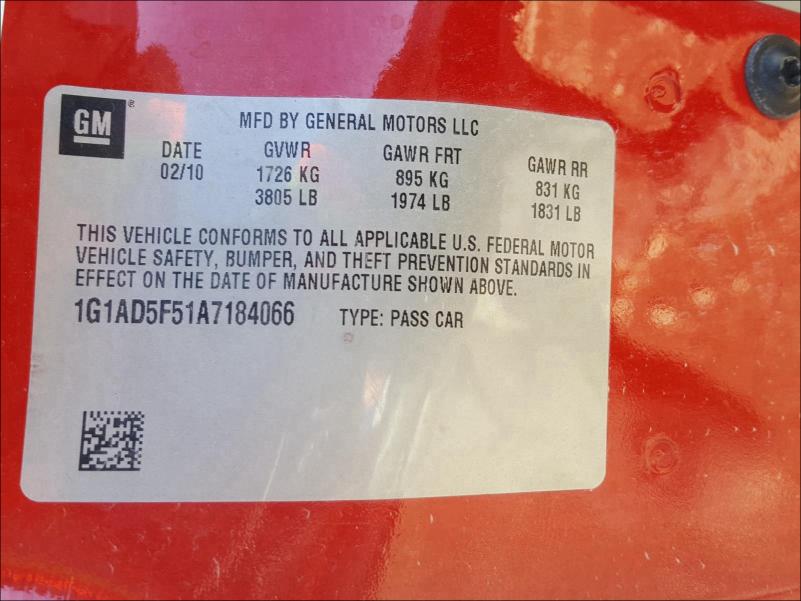 GM ®
MFD BY GENERAL MOTORS LLC
DATE GVWR GAWR FRT GAWR RR
02/10 1726 KG 895 KG 831 KG
3805 LB 1974 LB 1831 LB
THIS VEHICLE CONFORMS TO ALL APPLICABLE U.S. FEDERAL MOTOR
VEHICLE SAFETY, BUMPER, AND THEFT PREVENTION STANDARDS IN
EFFECT ON THE DATE OF MANUFACTURE SHOWN ABOVE.
1G1AD5F51A7184066 TYPE: PASS CAR